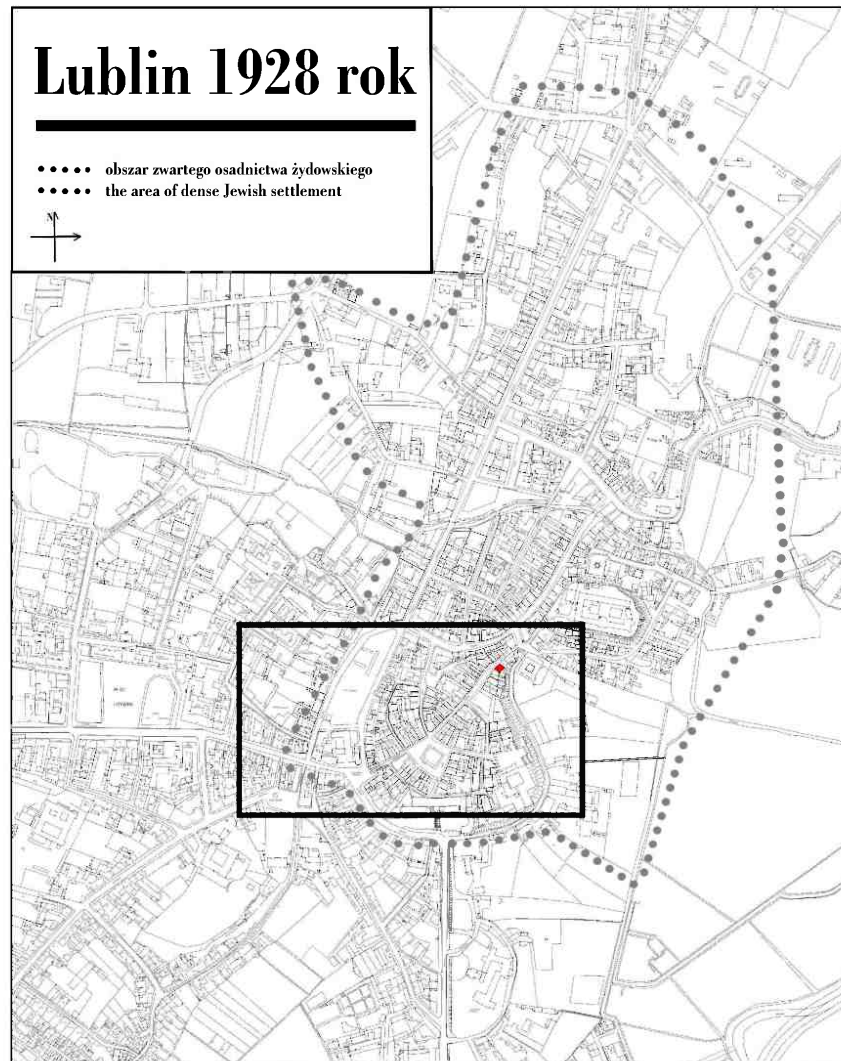 Lublin 1928 rok
obszar zwartego osadnictwa żydowskiego
the area of dense Jewish settlement
N